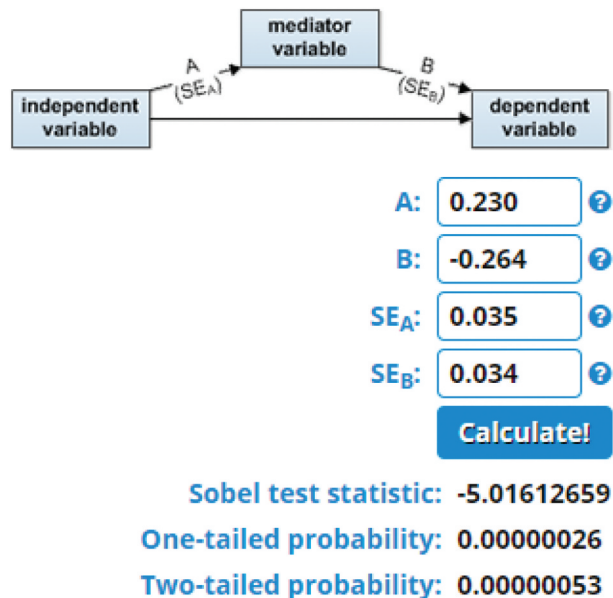 mediator
variable
A
(SEA)
B
(SEB)
independent
variable
dependent
variable
A: 0.230 ?
B: -0.264 ?
SEA: 0.035 ?
SEB: 0.034 ?
Calculate!
Sobel test statistic: -5.01612659
One-tailed probability: 0.00000026
Two-tailed probability: 0.00000053